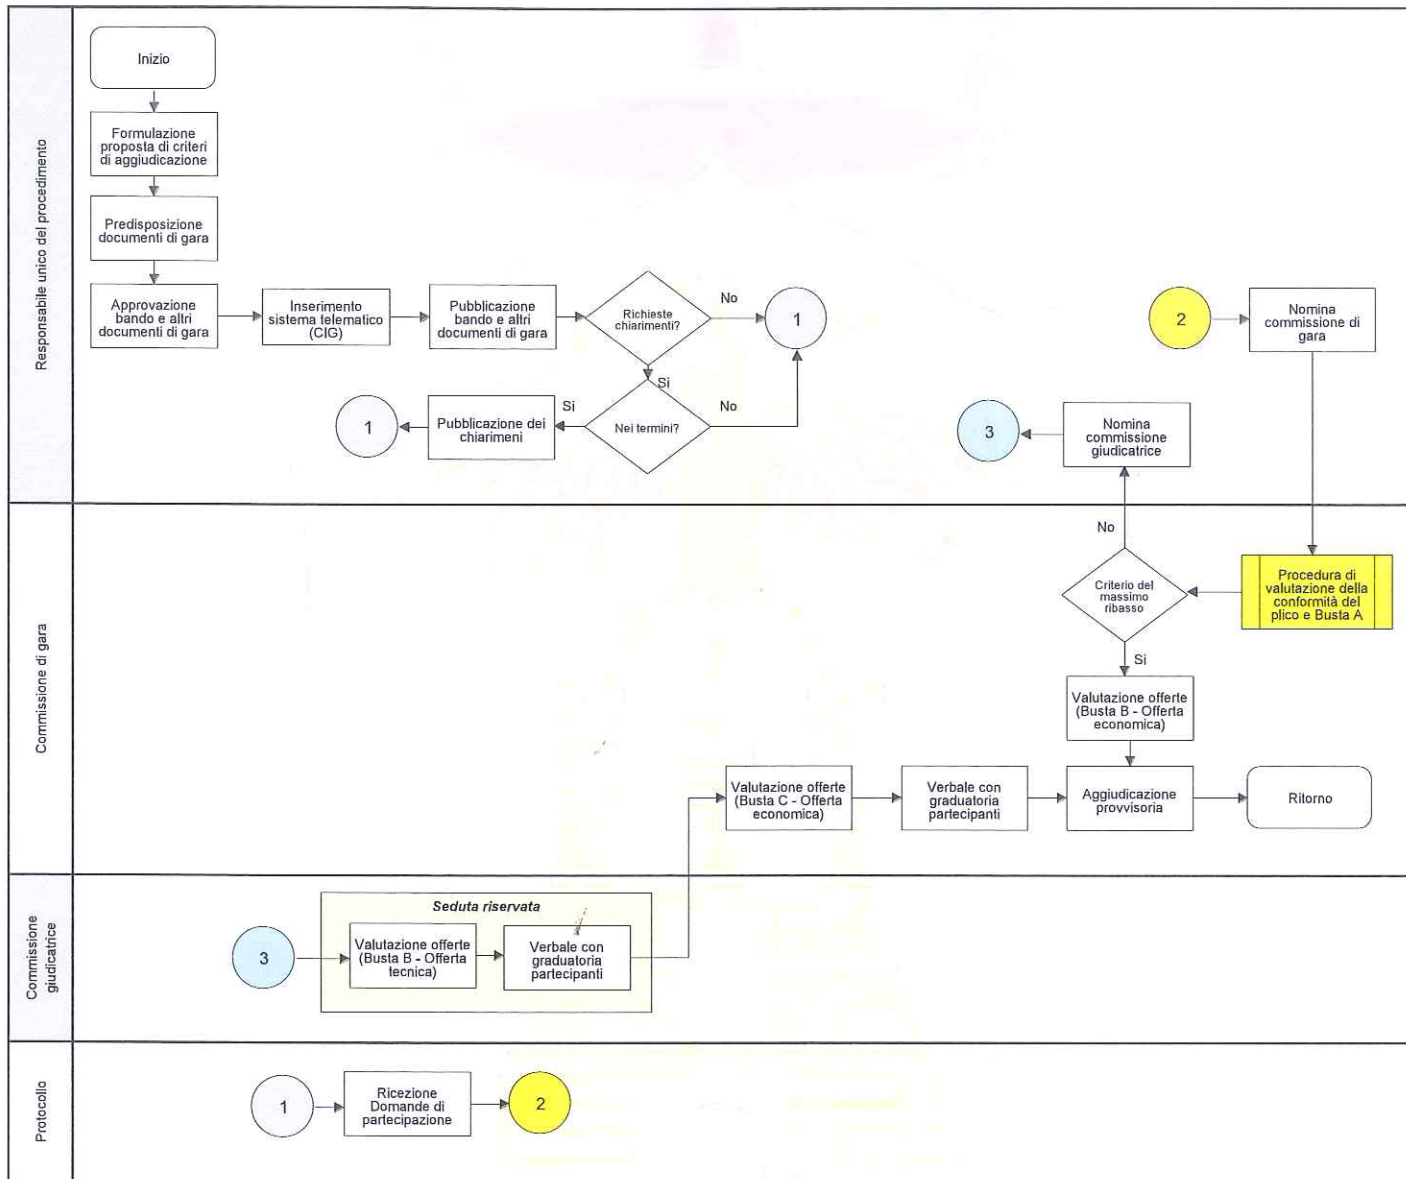 Responsabile unico del procedimento
Inizio
Formulazione
proposta di criteri
di aggiudicazione
Predisposizione
documenti di gara
Approvazione
bando e altri
documenti di gara
Inserimento
sistema telematico
(CIG)
Pubblicazione
bando e altri
documenti di gara
Richieste
chiarimenti?
No
1
Si
Nei termini?
No
Si
Pubblicazione dei
chiarimeni
1
2
Nomina
commissione di
gara
Nomina
commissione
giudicatrice
3
Commissione di gara
No
Criterio del
massimo
ribasso
Procedura di
valutazione della
conformità del
plico e Busta A
Si
Valutazione offerte
(Busta B - Offerta
economica)
Valutazione offerte
(Busta C - Offerta
economica)
Verbale con
graduatoria
partecipanti
Aggiudicazione
provvisoria
Ritorno
Commissione
giudicatrice
Seduta riservata
3
Valutazione offerte
(Busta B - Offerta
tecnica)
Verbale con
graduatoria
partecipanti
Protocollo
1
Ricezione
Domande di
partecipazione
2